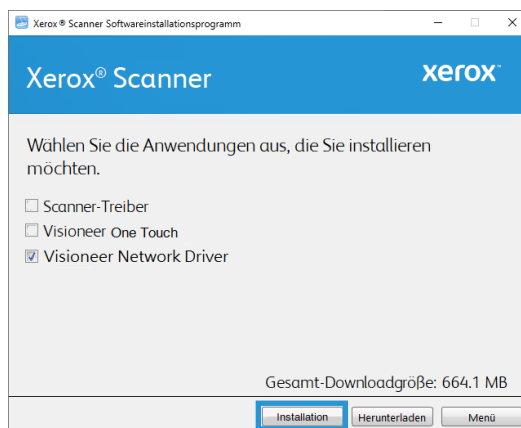 Xerox® Scanner Softwareinstallationsprogramm
Xerox® Scanner
xerox™
Wählen Sie die Anwendungen aus, die Sie installieren
möchten.
Scanner-Treiber
Visioneer One Touch
Visioneer Network Driver
Gesamt-Downloadgröße: 664.1 MB
Installation
Herunterladen
Menü